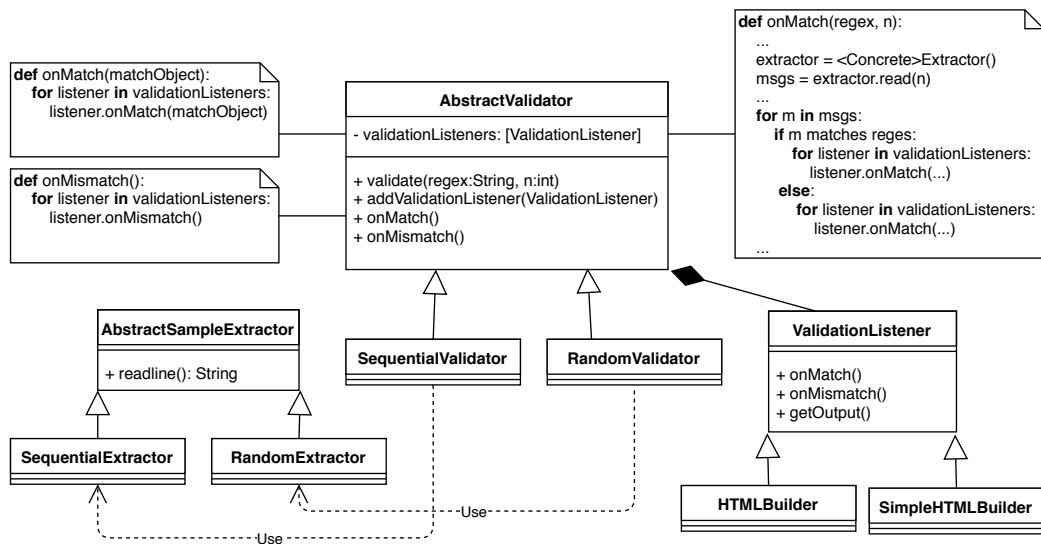 def onMatch(matchObject):
for listener in validationListeners:
listener.onMatch(matchObject)
def onMismatch():
for listener in validationListeners:
listener.onMismatch()
AbstractValidator
- validationListeners: [ValidationListener]
+ validate(regex:String, n:int)
+ addValidationListener(ValidationListener)
+ onMatch()
+ onMismatch()
def onMatch(regex, n):
...
extractor = <Concrete>Extractor()
msgs = extractor.read(n)
...
for m in msgs:
if m matches reges:
for listener in validationListeners:
listener.onMatch(...)
else:
for listener in validationListeners:
listener.onMatch(...)
...
AbstractSampleExtractor
+ readline(): String
SequentialValidator
RandomValidator
ValidationListener
+ onMatch()
+ onMismatch()
+ getOutput()
SequentialExtractor
RandomExtractor
HTMLBuilder
SimpleHTMLBuilder
Use
Use